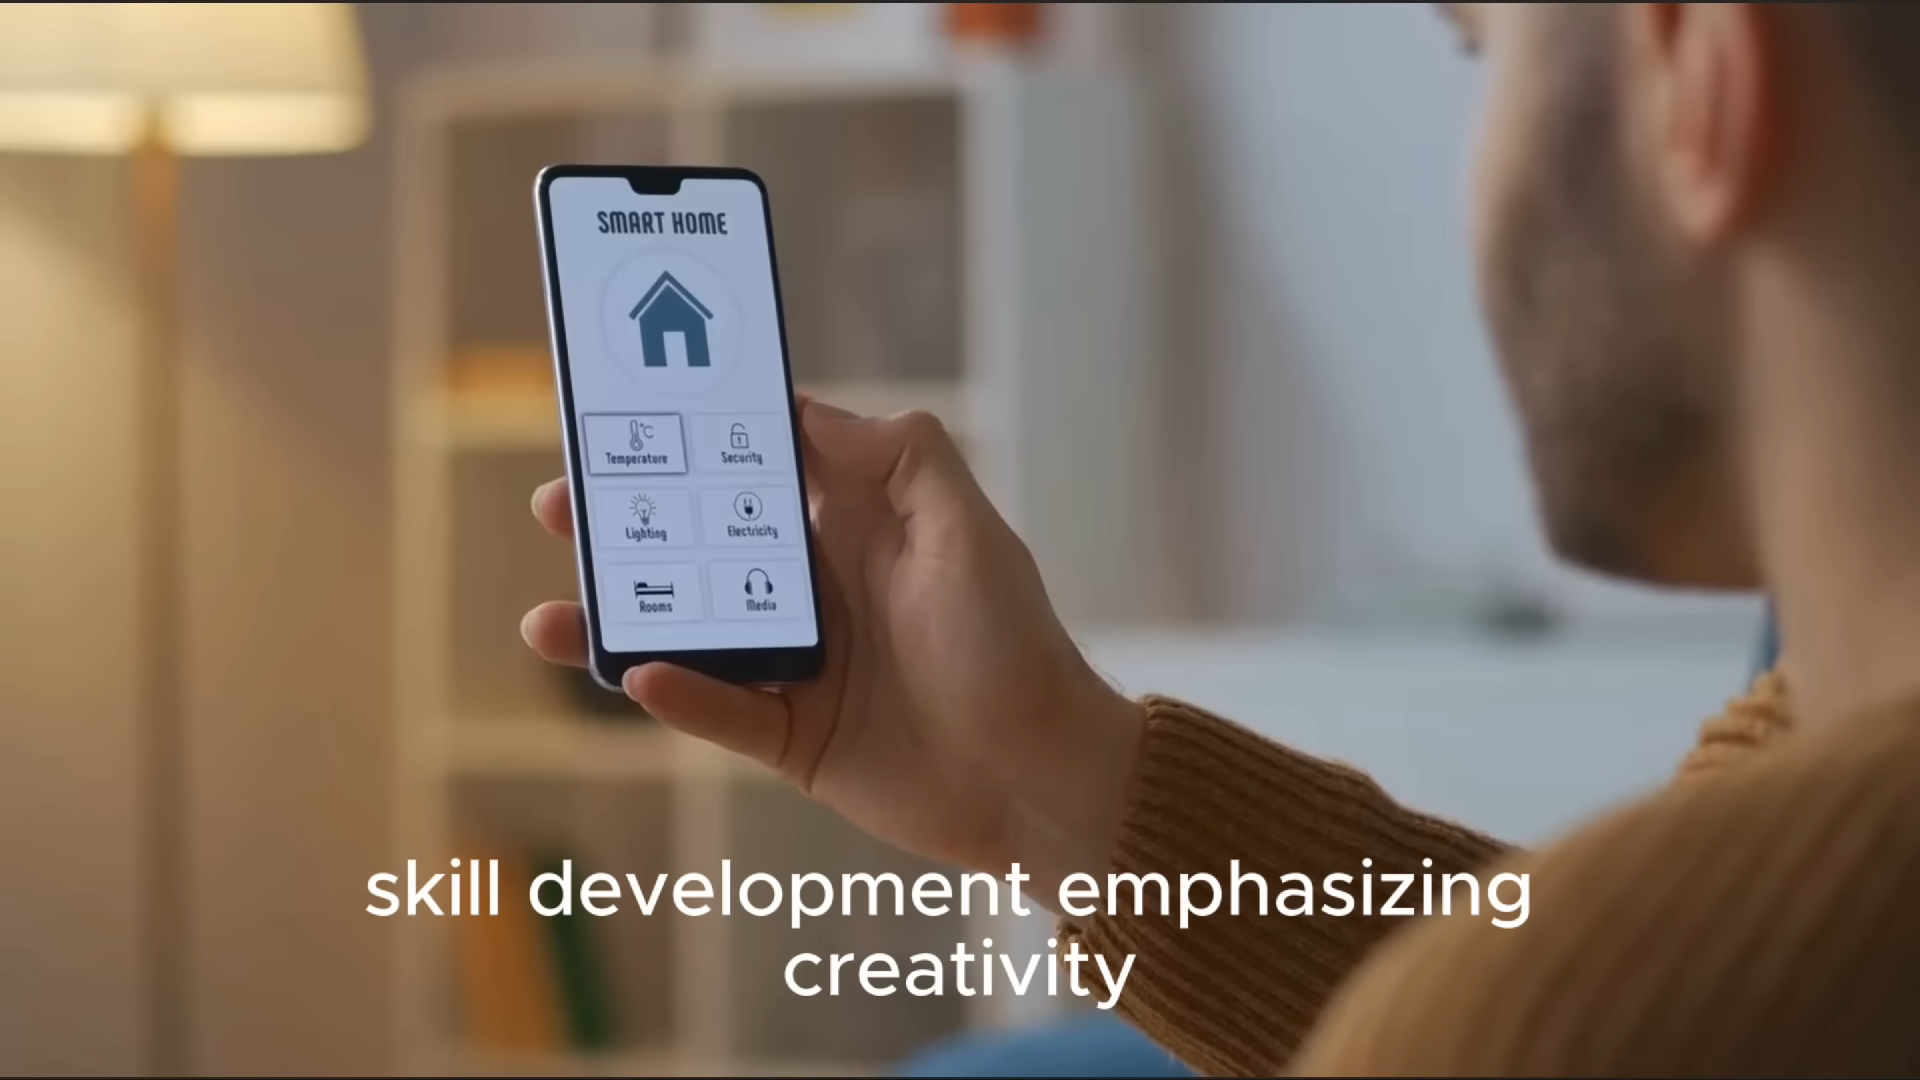 SMART HOME
°C
Temperature
Security
Lighting
Electricity
Rooms
Media
skill development emphasizing
creativity